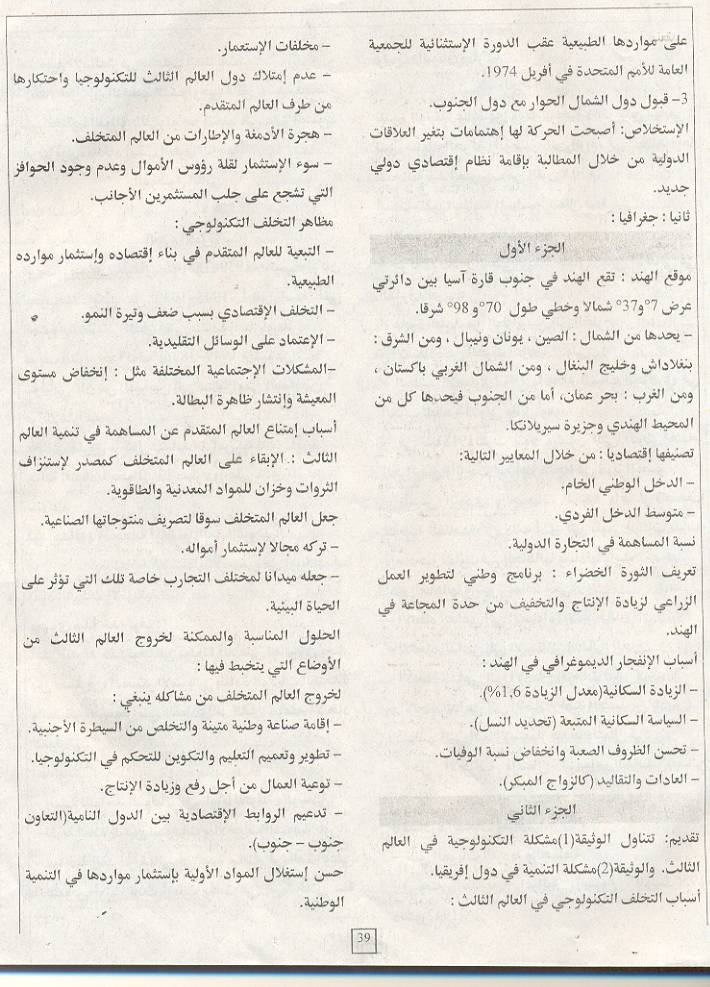 على مواردها الطبيعية عقب الدورة الإستثنائية للجمعية
العامة للأمم المتحدة في أفريل 1974.
3– قبول دول الشمال الحوار مع دول الجنوب.
الإستخلاص: أصبحت الحركة لها إهتمامات بتغير العلاقات
الدولية من خلال المطالبة بإقامة نظام إقتصادي دولي
جديد.
ثانيا : جغرافيا :
الجزء الأول
موقع الهند : تقع الهند في جنوب قارة آسيا بين دائرتي
عرض 7° و37° شمالا وخطي طول 70° و 98° شرقا.
– يحدها من الشمال : الصين ، يونان ونيبال ، ومن الشرق :
بنغلاداش وخليج البنغال ، ومن الشمال الغربي باكستان ،
ومن الغرب : بحر عمان، أما من الجنوب فيحدها كل من
المحيط الهندي وجزيرة سيريلانكا.
تصنيفها إقتصاديا : من خلال المعايير التالية:
– الدخل الوطني الخام.
– متوسط الدخل الفردي.
نسبة المساهمة في التجارة الدولية.
تعريف الثورة الخضراء : برنامج وطني لتطوير العمل
الزراعي لزيادة الإنتاج والتخفيف من حدة المجاعة في
الهند.
أسباب الإنفجار الديموغرافي في الهند :
– الزيادة السكانية(معدل الزيادة 1.6%).
– السياسة السكانية المتبعة (تحديد النسل).
– تحسن الظروف الصعبة وانخفاض نسبة الوفيات.
– العادات والتقاليد (كالزواج المبكر).
الجزء الثاني
تقديم: تتناول الوثيقة(1)مشكلة التكنولوجية في العالم
الثالث. والوثيقة(2)مشكلة التنمية في دول إفريقيا.
أسباب التخلف التكنولوجي في العالم الثالث :
– مخلفات الإستعمار.
– عدم إمتلاك دول العالم الثالث للتكنولوجيا واحتكارها
من طرف العالم المتقدم.
– هجرة الأدمغة والإطارات من العالم المتخلف.
– سوء الإستثمار لقلة رؤوس الأموال وعدم وجود الحوافز
التي تشجع على جلب المستثمرين الأجانب.
مظاهر التخلف التكنولوجي :
– التبعية للعالم المتقدم في بناء إقتصاده وإستثمار موارده
الطبيعية.
– التخلف الإقتصادي بسبب ضعف وتيرة النمو.
– الإعتماد على الوسائل التقليدية.
–المشكلات الإجتماعية المختلفة مثل : إنخفاض مستوى
المعيشة وإنتشار ظاهرة البطالة.
أسباب إمتناع العالم المتقدم عن المساهمة في تنمية العالم
الثالث : .الإبقاء على العالم المتخلف كمصدر لإستنزاف
الثروات وخزان للمواد المعدنية والطاقوية.
جعل العالم المتخلف سوقا لتصريف منتوجاتها الصناعية.
– تركه مجالا لإستثمار أمواله.
– جعله ميدانا لمختلف التجارب خاصة تلك التي تؤثر على
الحياة البيئية.
الحلول المناسبة والممكنة لخروج العالم الثالث من
الأوضاع التي يتخبط فيها :
لخروج العالم المتخلف من مشاكله ينبغي :
– إقامة صناعة وطنية متينة والتخلص من السيطرة الأجنبية.
– تطوير وتعميم التعليم والتكوين للتحكم في التكنولوجيا.
– توعية العمال من أجل رفع وزيادة الإنتاج.
– تدعيم الروابط الإقتصادية بين الدول النامية(التعاون
جنوب – جنوب).
حسن إستغلال المواد الأولية بإستثمار مواردها في التنمية
الوطنية.
39